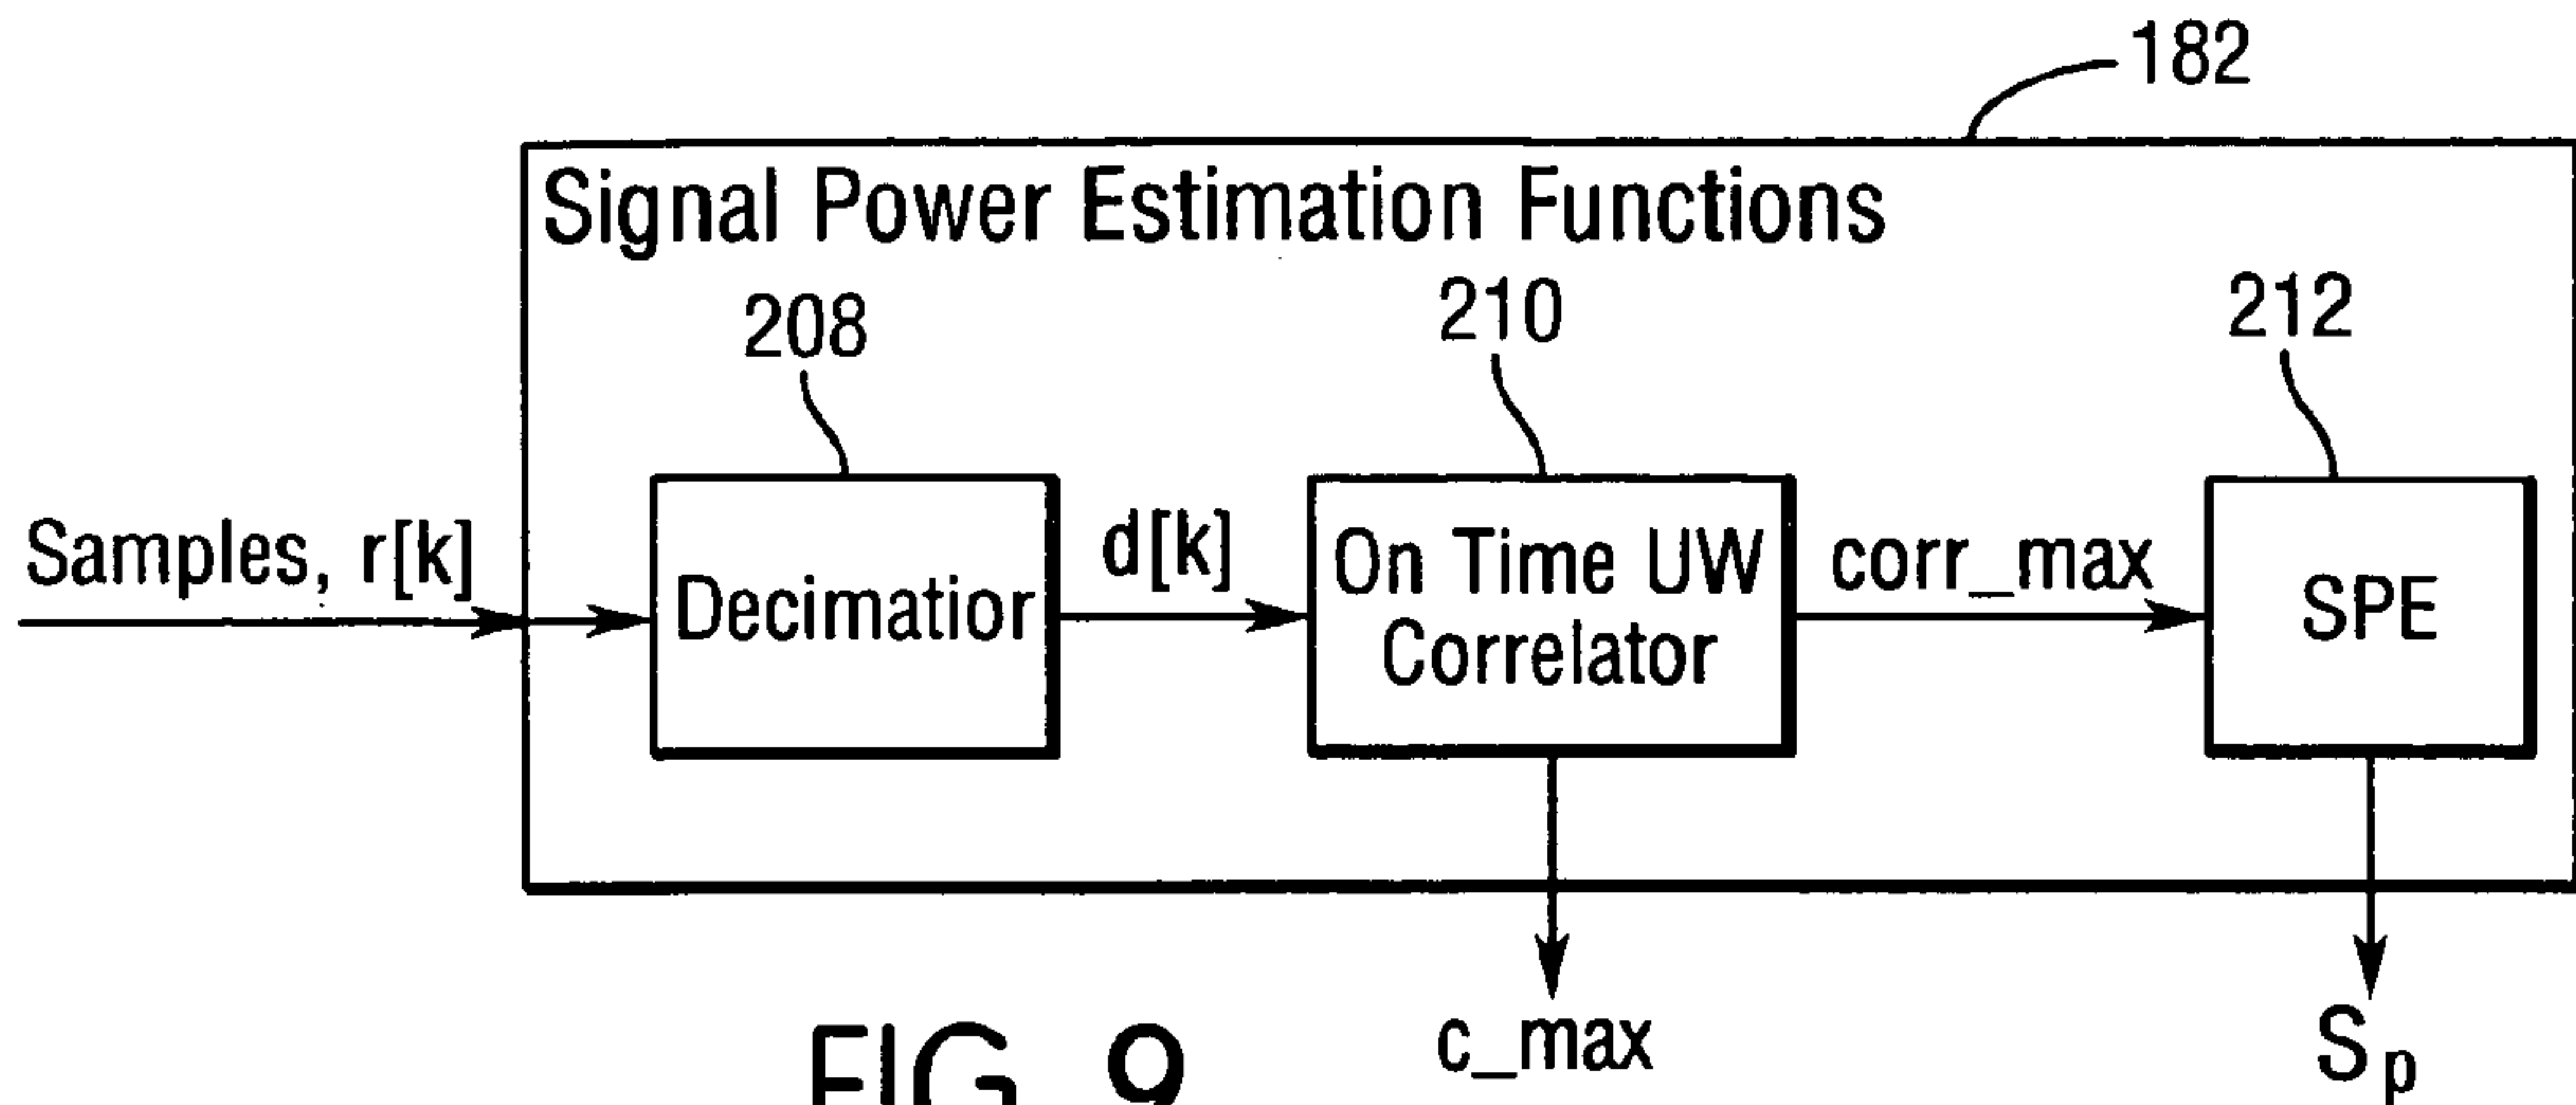 182
Signal Power Estimation Functions
208
210
212
Samples, r[k]
Decimatior
d[k]
On Time UW
Correlator
corr_max
SPE
c_max
Sp
FIG. 9